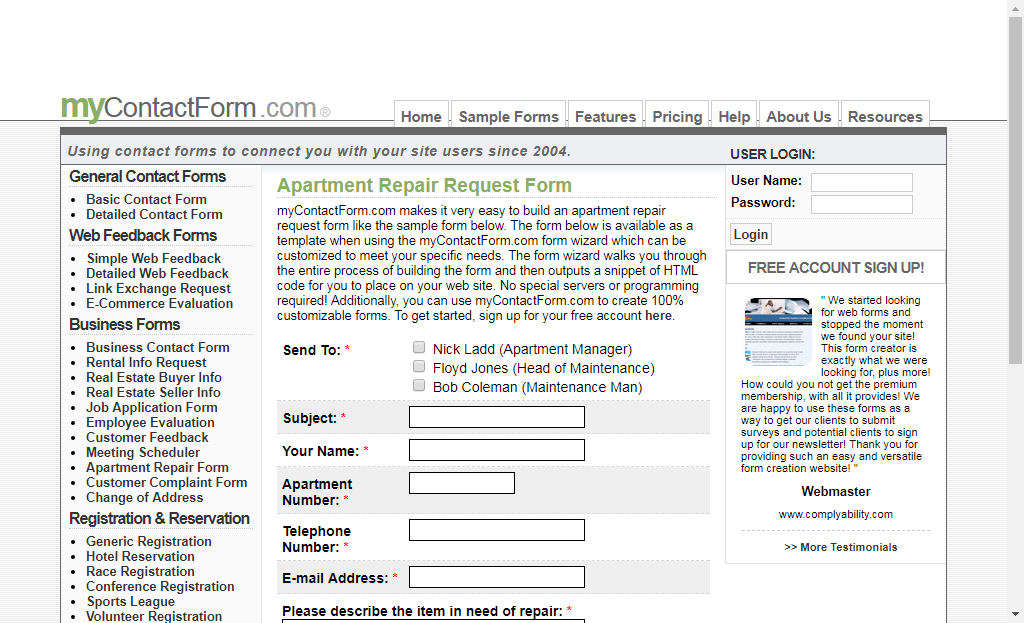 myContactForm.com®
Home
Sample Forms
Features
Pricing
Help
About Us
Resources
Using contact forms to connect you with your site users since 2004.
USER LOGIN:
General Contact Forms
Basic Contact Form
Detailed Contact Form
Web Feedback Forms
Simple Web Feedback
Detailed Web Feedback
Link Exchange Request
E-Commerce Evaluation
Business Forms
Business Contact Form
Rental Info Request
Real Estate Buyer Info
Real Estate Seller Info
Job Application Form
Employee Evaluation
Customer Feedback
Meeting Scheduler
Apartment Repair Form
Customer Complaint Form
Change of Address
Registration & Reservation
Generic Registration
Hotel Reservation
Race Registration
Conference Registration
Sports League
Volunteer Registration
Apartment Repair Request Form
myContactForm.com makes it very easy to build an apartment repair
request form like the sample form below. The form below is available as a
template when using the myContactForm.com form wizard which can be
customized to meet your specific needs. The form wizard walks you through
the entire process of building the form and then outputs a snippet of HTML
code for you to place on your web site. No special servers or programming
required! Additionally, you can use myContactForm.com to create 100%
customizable forms. To get started, sign up for your free account here.
Send To: *
Nick Ladd (Apartment Manager)
Floyd Jones (Head of Maintenance)
Bob Coleman (Maintenance Man)
Subject: *
Your Name: *
Apartment
Number: *
Telephone
Number: *
E-mail Address: *
Please describe the item in need of repair: *
User Name:
Password:
Login
FREE ACCOUNT SIGN UP!
" We started looking
for web forms and
stopped the moment
we found your site!
This form creator is
exactly what we were
looking for, plus more!
How could you not get the premium
membership, with all it provides! We
are happy to use these forms as a
way to get our clients to submit
surveys and potential clients to sign
up for our newsletter! Thank you for
providing such an easy and versatile
form creation website! "
Webmaster
www.complyability.com
>> More Testimonials